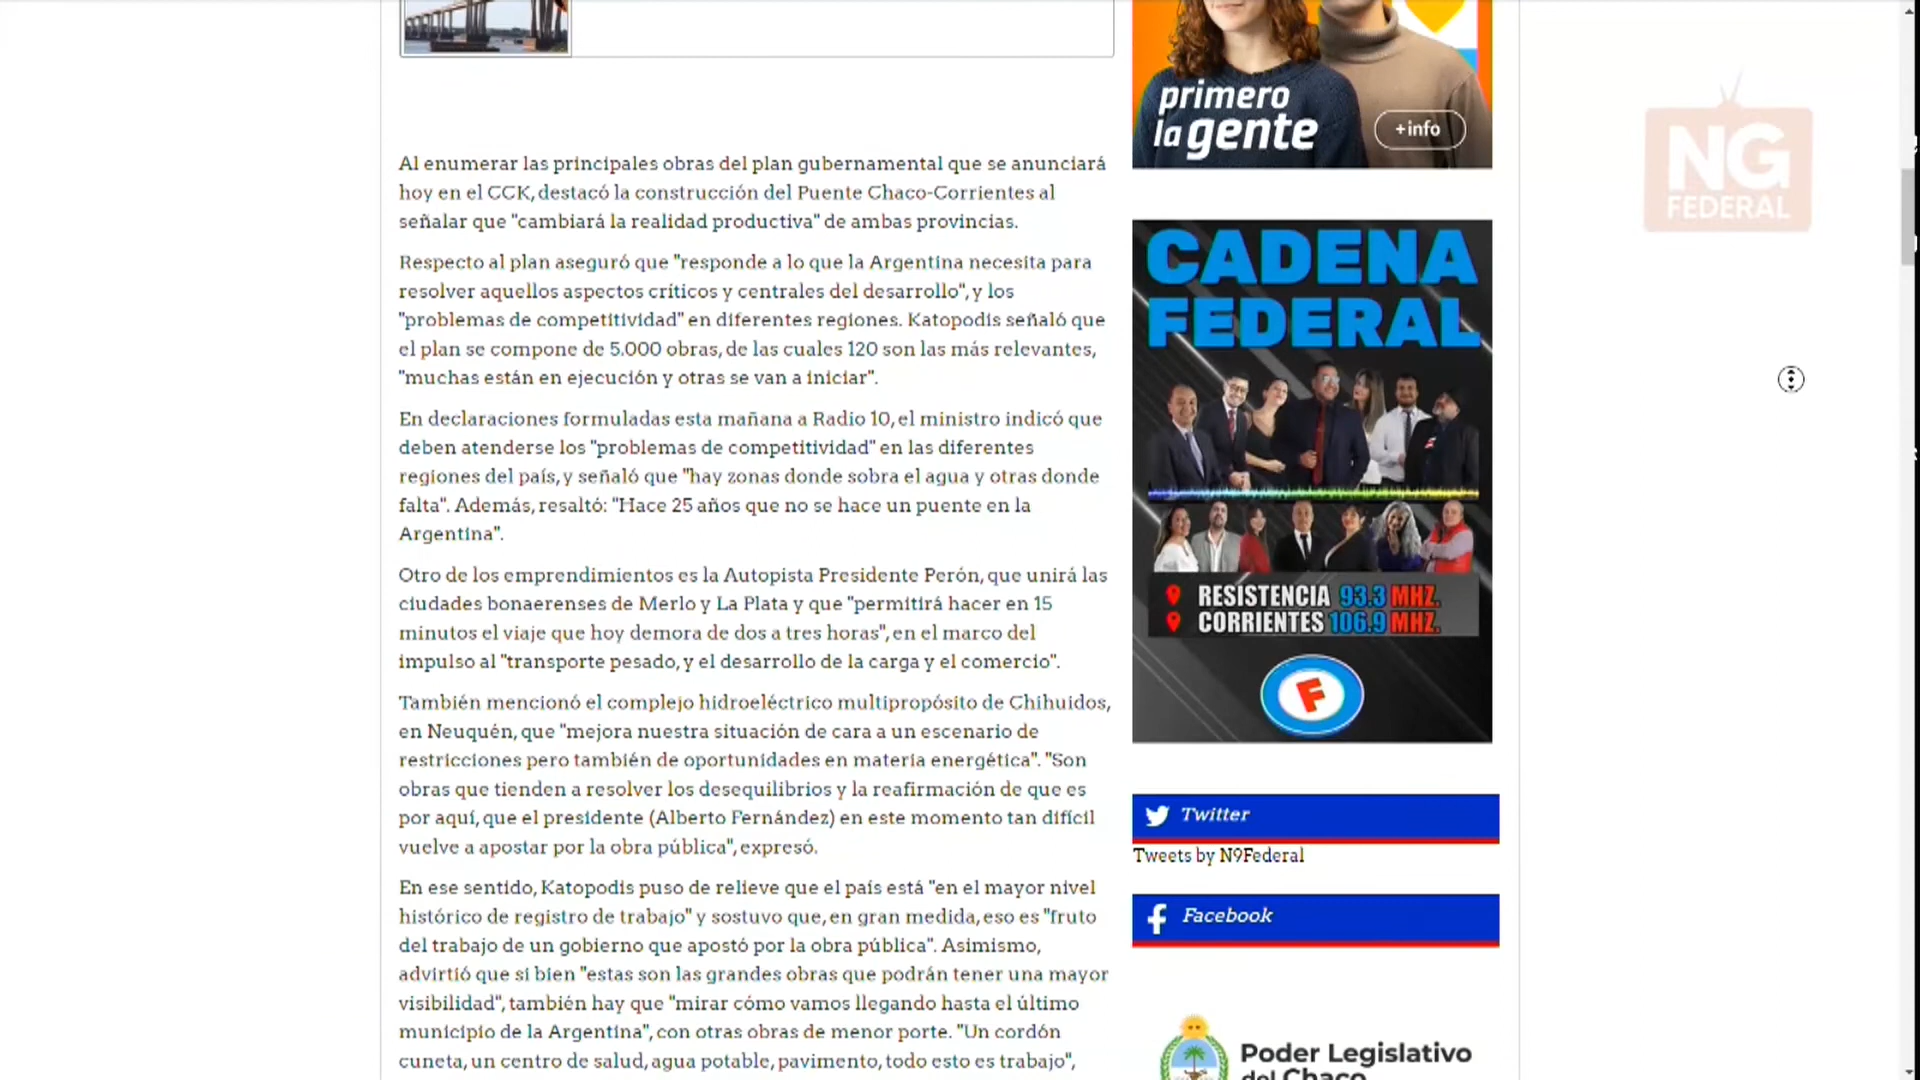 primero
la gente
+info
NG
FEDERAL
Al enumerar las principales obras del plan gubernamental que se anunciará
hoy en el CCK, destacó la construcción del Puente Chaco-Corrientes al
señalar que "cambiará la realidad productiva" de ambas provincias.
Respecto al plan aseguró que "responde a lo que la Argentina necesita para
resolver aquellos aspectos críticos y centrales del desarrollo", y los
"problemas de competitividad" en diferentes regiones. Katopodis señaló que
el plan se compone de 5.000 obras, de las cuales 120 son las más relevantes,
"muchas están en ejecución y otras se van a iniciar".
En declaraciones formuladas esta mañana a Radio 10, el ministro indicó que
deben atenderse los "problemas de competitividad" en las diferentes
regiones del país, y señaló que "hay zonas donde sobra el agua y otras donde
falta". Además, resaltó: "Hace 25 años que no se hace un puente en la
Argentina".
Otro de los emprendimientos es la Autopista Presidente Perón, que unirá las
ciudades bonaerenses de Merlo y La Plata y que "permitirá hacer en 15
minutos el viaje que hoy demora de dos a tres horas", en el marco del
impulso al "transporte pesado, y el desarrollo de la carga y el comercio".
También mencionó el complejo hidroeléctrico multipropósito de Chihuidos,
en Neuquén, que "mejora nuestra situación de cara a un escenario de
restricciones pero también de oportunidades en materia energética". "Son
obras que tienden a resolver los desequilibrios y la reafirmación de que es
por aquí, que el presidente (Alberto Fernández) en este momento tan difícil
vuelve a apostar por la obra pública", expresó.
En ese sentido, Katopodis puso de relieve que el país está "en el mayor nivel
histórico de registro de trabajo" y sostuvo que, en gran medida, eso es "fruto
del trabajo de un gobierno que apostó por la obra pública". Asimismo,
advirtió que si bien "estas son las grandes obras que podrán tener una mayor
visibilidad", también hay que "mirar cómo vamos llegando hasta el último
municipio de la Argentina", con otras obras de menor porte. "Un cordón
cuneta, un centro de salud, agua potable, pavimento, todo esto es trabajo",
CADENA
FEDERAL
RESISTENCIA 93.3 MHZ.
CORRIENTES 106.9 MHZ.
F
Twitter
Tweets by N9Federal
Facebook
Poder Legislativo
del Chaco